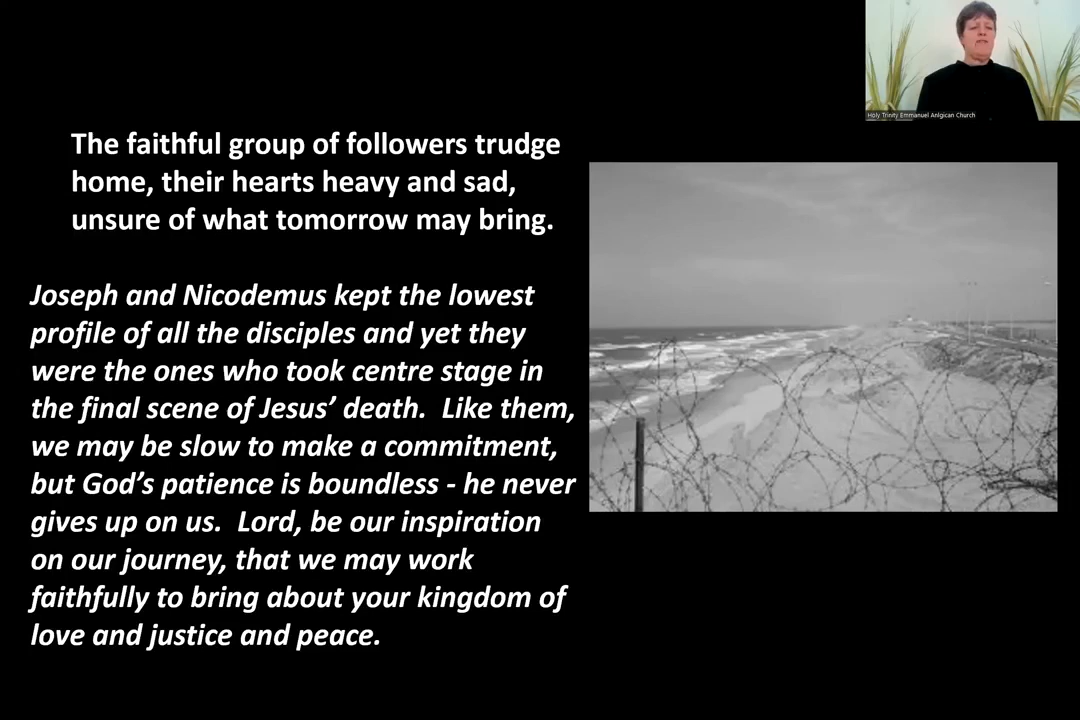 Holy Trinity Emmanuel Anlgican Church
The faithful group of followers trudge
home, their hearts heavy and sad,
unsure of what tomorrow may bring.
Joseph and Nicodemus kept the lowest
profile of all the disciples and yet they
were the ones who took centre stage in
the final scene of Jesus’ death.  Like them,
we may be slow to make a commitment,
but God’s patience is boundless - he never
gives up on us.  Lord, be our inspiration
on our journey, that we may work
faithfully to bring about your kingdom of
love and justice and peace.